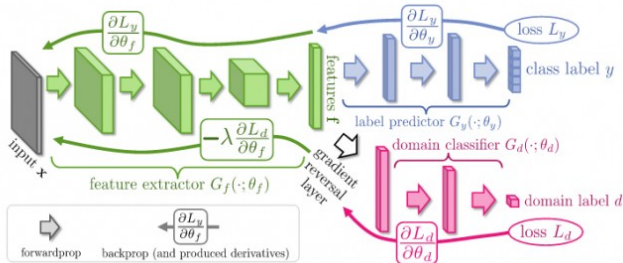 ∂L_y/∂θ_f
∂L_y/∂θ_y
loss L_y
input x
features f
class label y
label predictor G_y(·; θ_y)
−λ ∂L_d/∂θ_f
feature extractor G_f(·; θ_f)
gradient
reversal
layer
domain classifier G_d(·; θ_d)
domain label d
∂L_d/∂θ_d
loss L_d
∂L_y/∂θ_f
forwardprop
backprop (and produced derivatives)